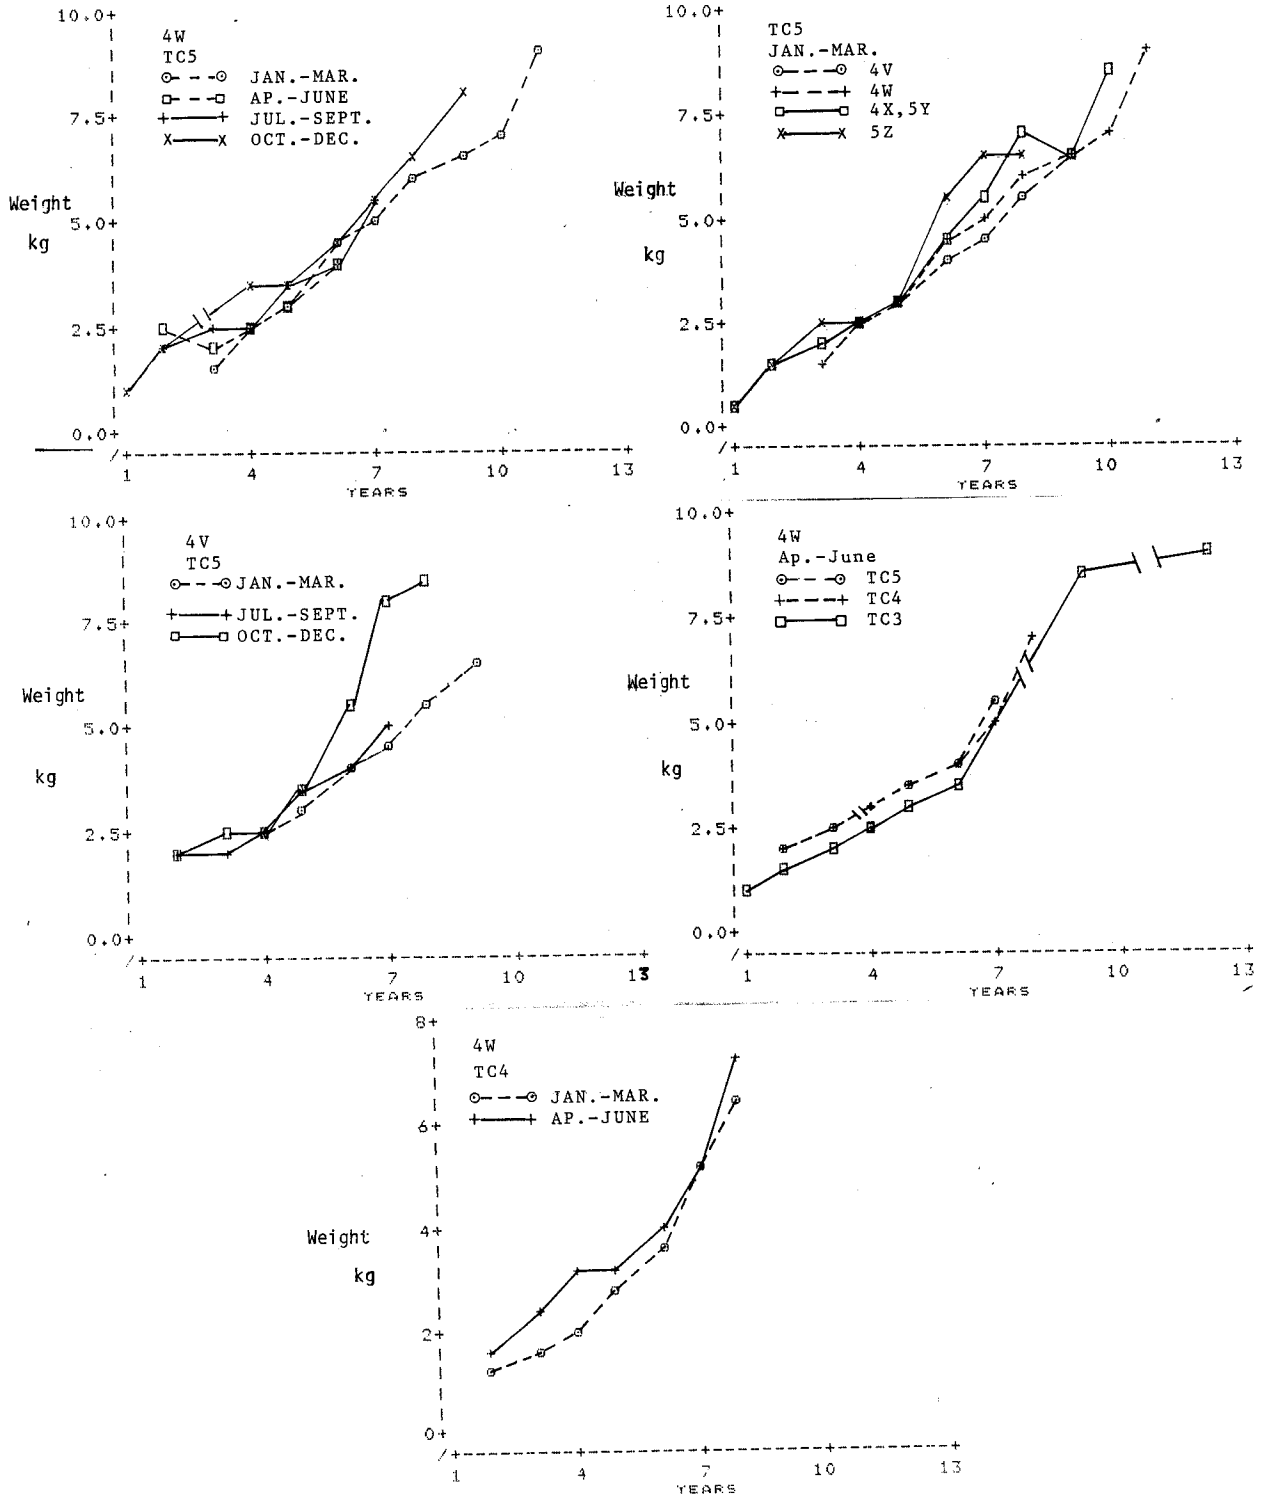 10.0+
4W
TC5
JAN.-MAR.
AP.-JUNE
JUL.-SEPT.
OCT.-DEC.
7.5+
Weight
5.0+
kg
2.5+
0.0+
1 4 7 10 13
YEARS
10.0+
TC5
JAN.-MAR.
4V
4W
4X,5Y
5Z
7.5+
Weight
5.0+
kg
2.5+
0.0+
1 4 7 10 13
YEARS
10.0+
4V
TC5
JAN.-MAR.
JUL.-SEPT.
OCT.-DEC.
7.5+
Weight
5.0+
kg
2.5+
0.0+
1 4 7 10 13
YEARS
10.0+
4W
Ap.-June
TC5
TC4
TC3
7.5+
Weight
5.0+
kg
2.5+
0.0+
1 4 7 10 13
YEARS
8+
4W
TC4
JAN.-MAR.
AP.-JUNE
6+
Weight
4+
kg
2+
0+
1 4 7 10 13
YEARS